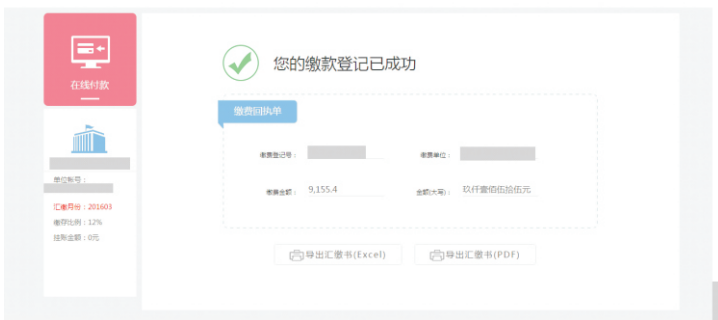 在线付款
您的缴款登记已成功
缴费回执单
缴费登记号：
缴费单位：
单位账号：
缴费金额：
9,155.4
金额(大写)：
玖仟壹佰伍拾伍元
汇缴月份：201603
缴存比例：12%
挂账金额：0元
导出汇缴书(Excel)
导出汇缴书(PDF)